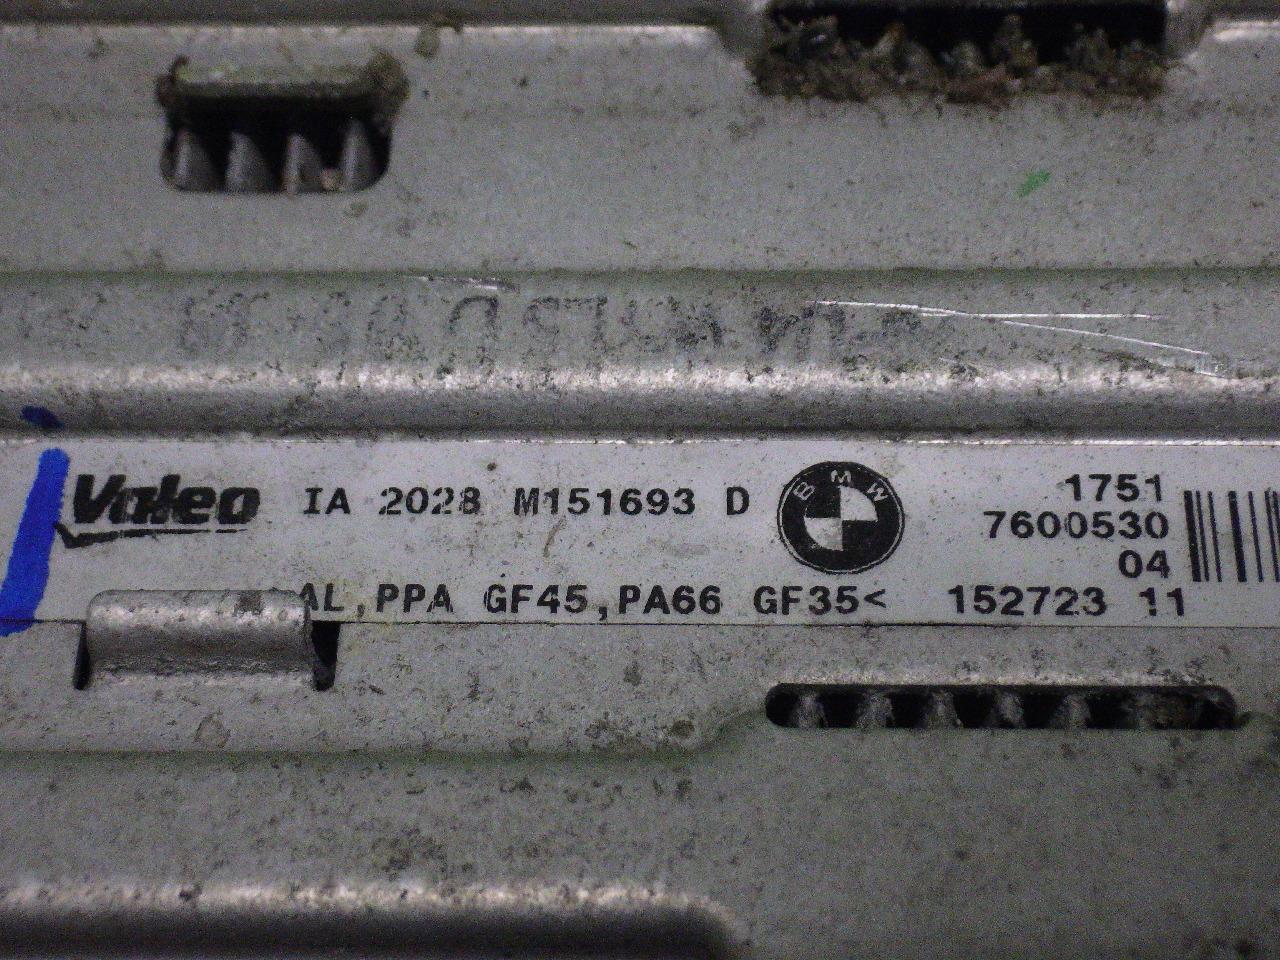 Valeo IA 2028 M151693 D BMW 1751
7600530
04
AL,PPA GF45,PA66 GF35< 152723 11